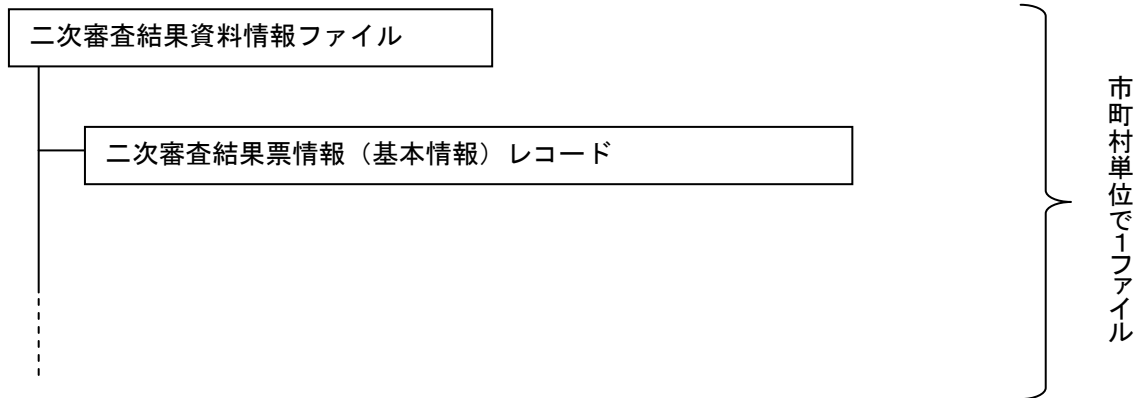 二次審査結果資料情報ファイル
二次審査結果票情報（基本情報）レコード
市町村単位で１ファイル